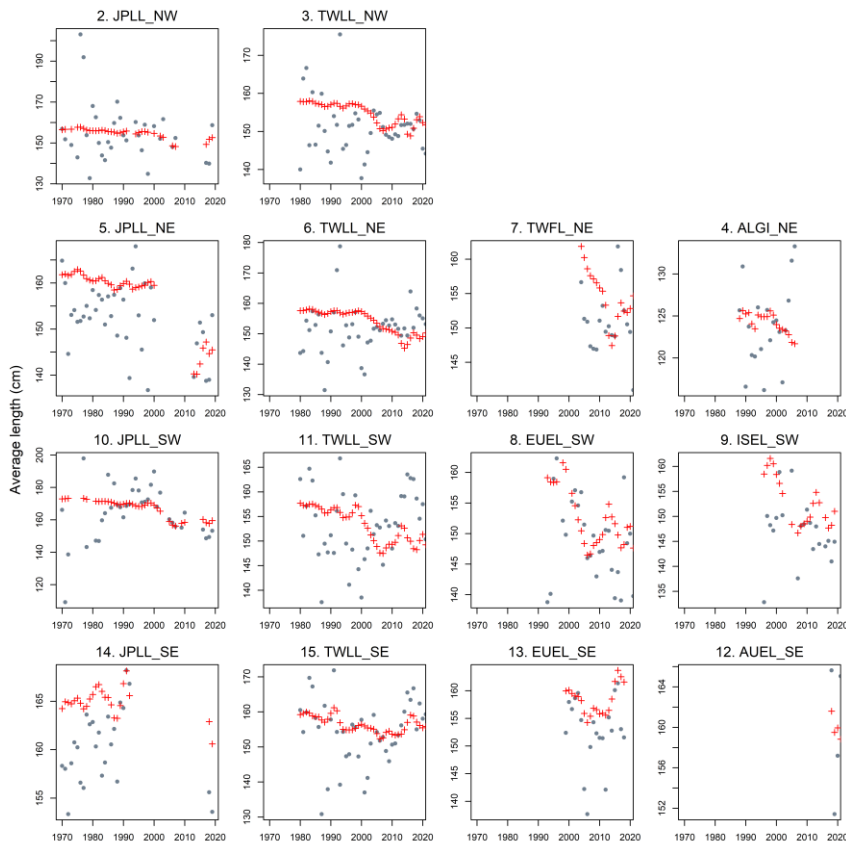 2. JPLL_NW
3. TWLL_NW
130 150 160 170 180 200
140 150 160 170
1970 1980 1990 2000 2010 2020
1970 1980 1990 2000 2010 2020
5. JPLL_NE
6. TWLL_NE
7. TWFL_NE
4. ALGI_NE
140 150 160
130 140 150 160 170 180
145 150 155 160
120 125 130
1970 1980 1990 2000 2010 2020
1970 1980 1990 2000 2010 2020
1970 1980 1990 2000 2010 2020
1970 1980 1990 2000 2010 2020
Average length (cm)
10. JPLL_SW
11. TWLL_SW
8. EUEL_SW
9. ISEL_SW
120 140 160 180 200
140 145 150 155 160 165
140 145 150 155 160
135 140 145 150 155 160
1970 1980 1990 2000 2010 2020
1970 1980 1990 2000 2010 2020
1970 1980 1990 2000 2010 2020
1970 1980 1990 2000 2010 2020
14. JPLL_SE
15. TWLL_SE
13. EUEL_SE
12. AUEL_SE
155 160 165
130 140 150 160 170
140 145 150 155 160
152 156 160 164
1970 1980 1990 2000 2010 2020
1970 1980 1990 2000 2010 2020
1970 1980 1990 2000 2010 2020
1970 1980 1990 2000 2010 2020